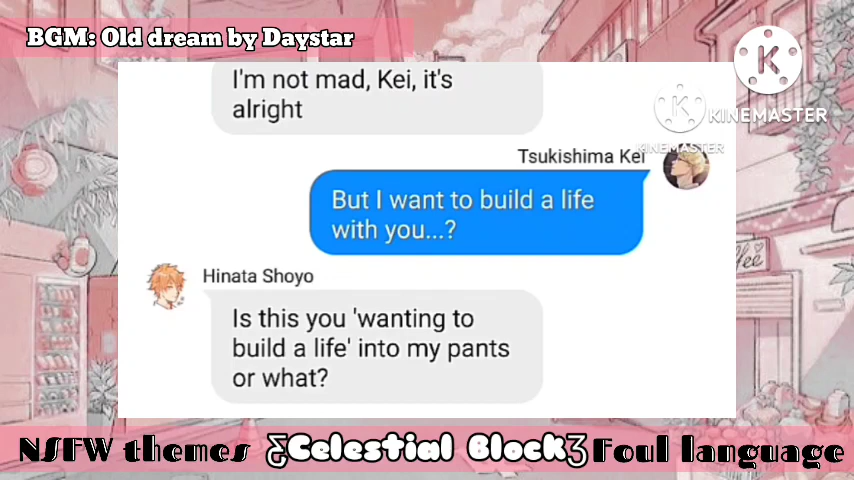 BGM: Old dream by Daystar
KINEMASTER
KINEMASTER
I'm not mad, Kei, it's
alright
Tsukishima Kei
But I want to build a life
with you...?
Hinata Shoyo
Is this you 'wanting to
build a life' into my pants
or what?
NSFW themes ƸCelestial BlockƷ Foul language